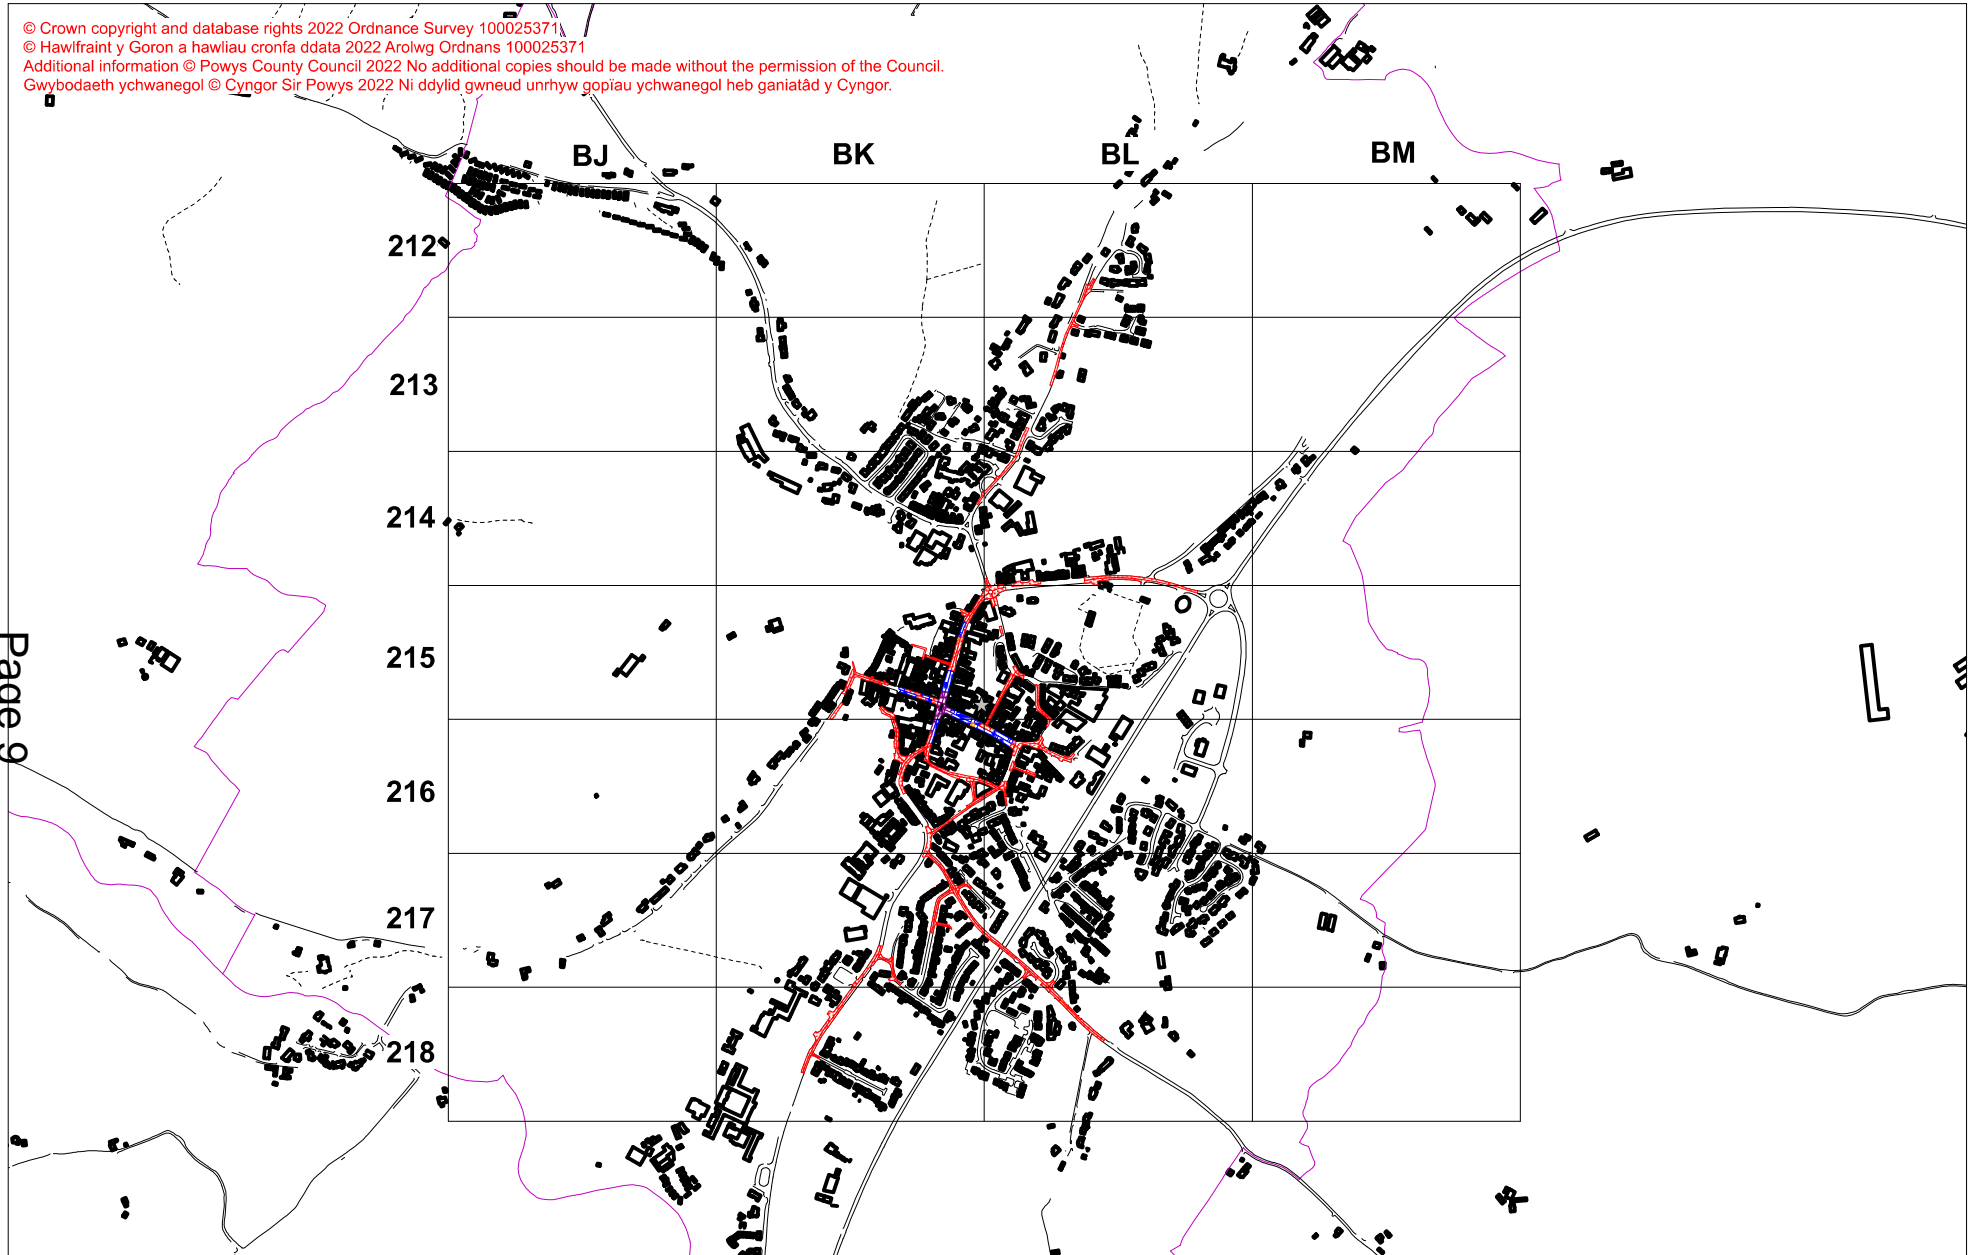 © Crown copyright and database rights 2022 Ordnance Survey 100025371
© Hawlfraint y Goron a hawliau cronfa ddata 2022 Arolwg Ordnans 100025371
Additional information © Powys County Council 2022 No additional copies should be made without the permission of the Council.
Gwybodaeth ychwanegol © Cyngor Sir Powys 2022 Ni ddylid gwneud unrhyw gopïau ychwanegol heb ganiatâd y Cyngor.
BJ BK BL BM
212
213
214
215
216
217
218
Page 9